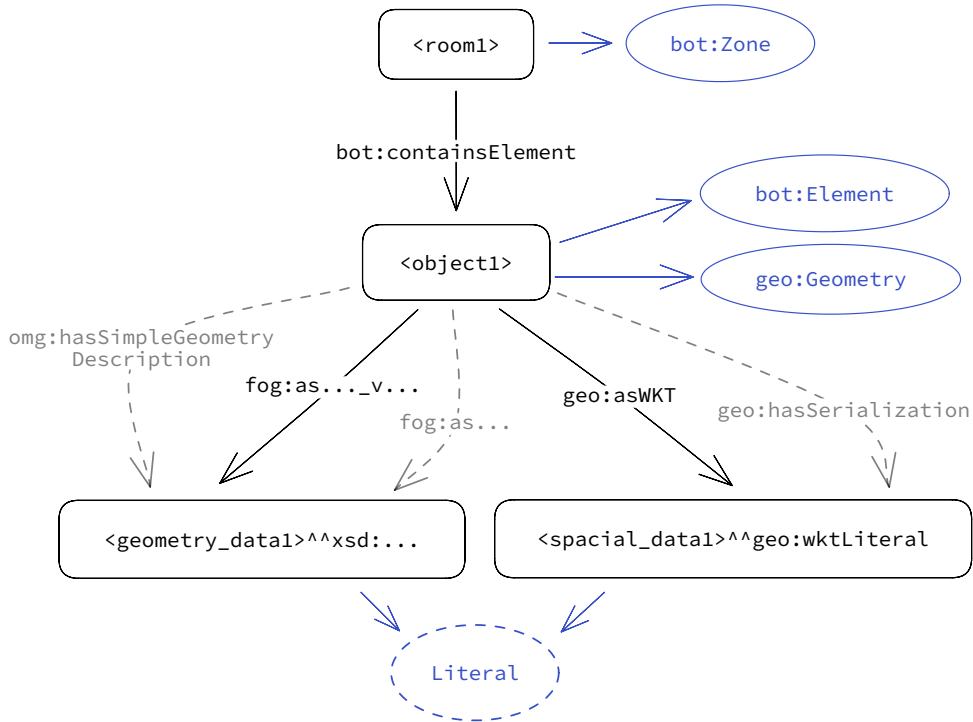 <room1>
bot:Zone
bot:containsElement
bot:Element
<object1>
geo:Geometry
omg:hasSimpleGeometry
Description
fog:as..._v...
geo:asWKT
fog:as...
geo:hasSerialization
<geometry_data1>^^xsd:...
<spacial_data1>^^geo:wktLiteral
Literal